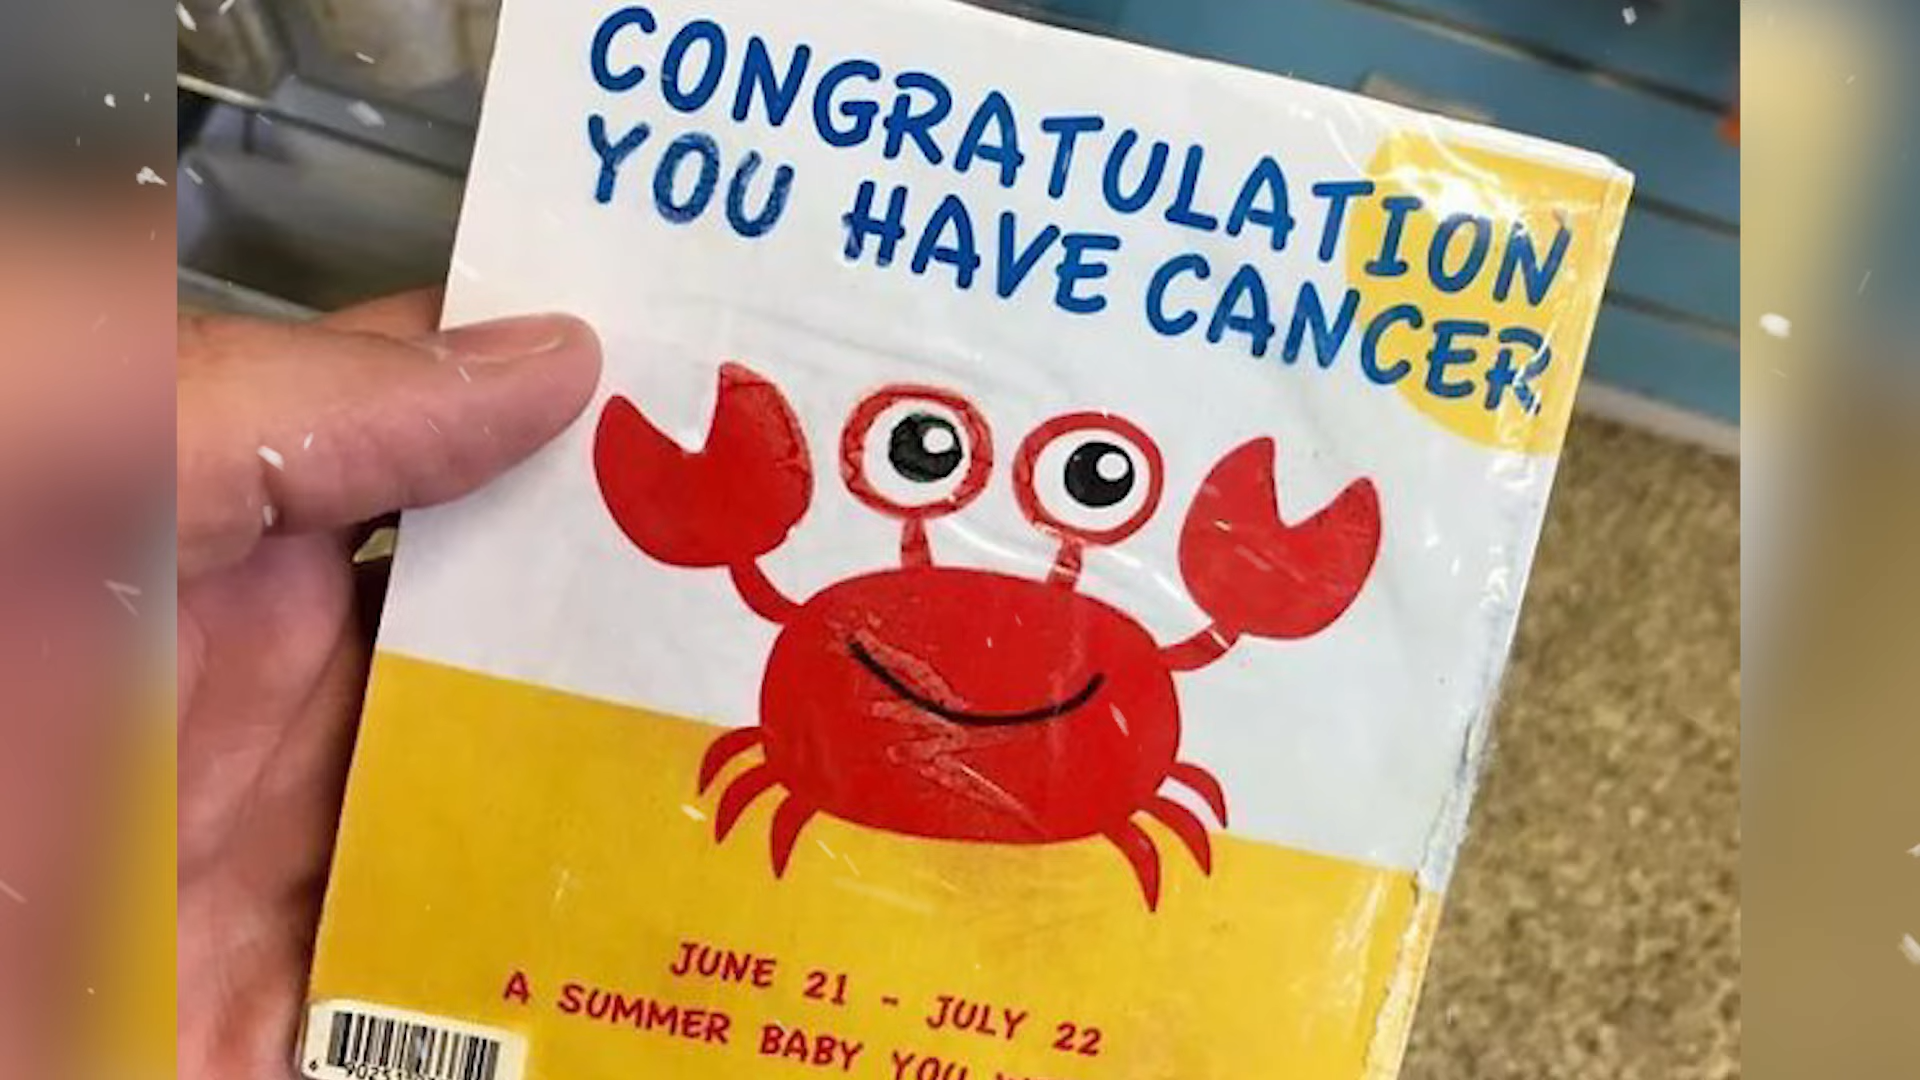 CONGRATULATION
YOU HAVE CANCER
JUNE 21 - JULY 22
A SUMMER BABY YOU